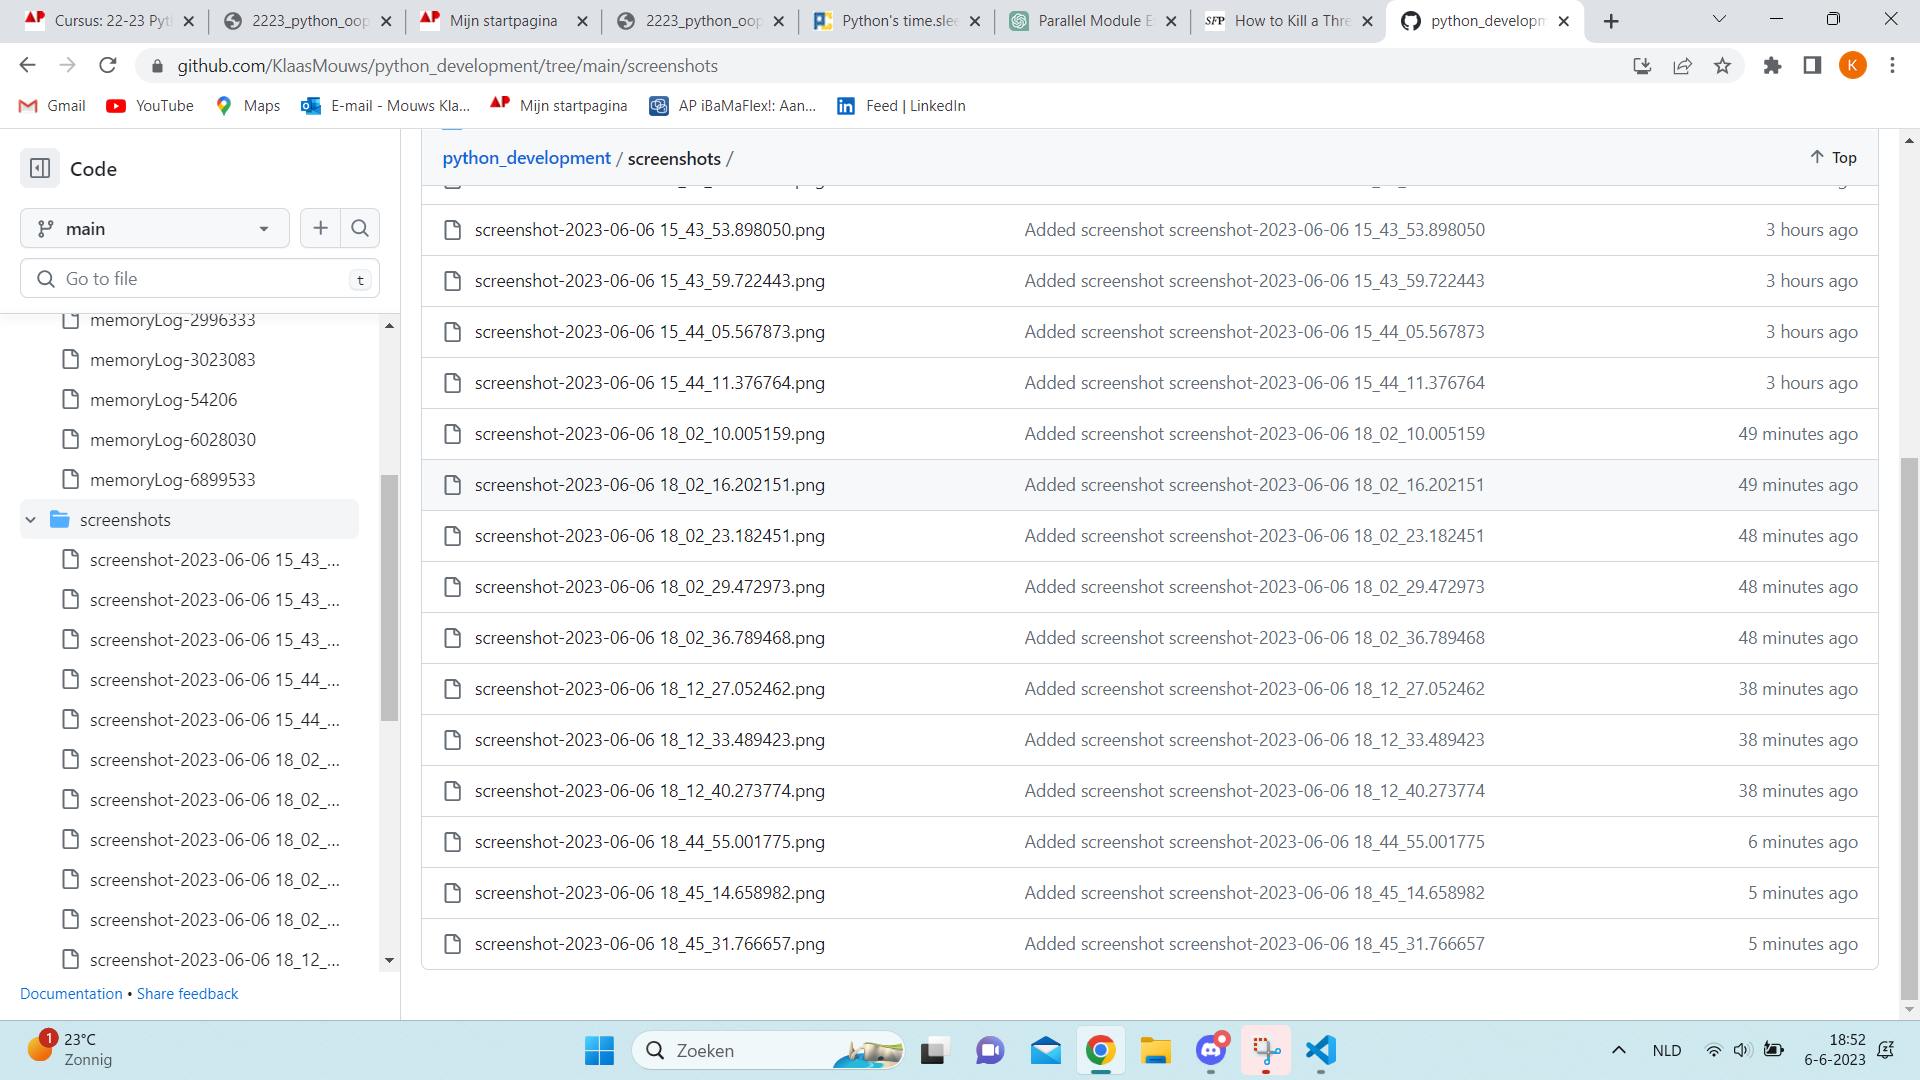 Cursus: 22-23 Pyt
2223_python_oop
Mijn startpagina
2223_python_oop
Python's time.slee
Parallel Module E
How to Kill a Thre
python_developm
github.com/KlaasMouws/python_development/tree/main/screenshots
K
Gmail
YouTube
Maps
E-mail - Mouws Kla...
Mijn startpagina
AP iBaMaFlex!: Aan...
Feed | LinkedIn
Code
python_development / screenshots /
Top
main
Go to file
t
memoryLog-2996333
memoryLog-3023083
memoryLog-54206
memoryLog-6028030
memoryLog-6899533
screenshots
screenshot-2023-06-06 15_43_...
screenshot-2023-06-06 15_43_...
screenshot-2023-06-06 15_43_...
screenshot-2023-06-06 15_44_...
screenshot-2023-06-06 15_44_...
screenshot-2023-06-06 18_02_...
screenshot-2023-06-06 18_02_...
screenshot-2023-06-06 18_02_...
screenshot-2023-06-06 18_02_...
screenshot-2023-06-06 18_02_...
screenshot-2023-06-06 18_12_...
Documentation • Share feedback
screenshot-2023-06-06 15_43_53.898050.png Added screenshot screenshot-2023-06-06 15_43_53.898050 3 hours ago
screenshot-2023-06-06 15_43_59.722443.png Added screenshot screenshot-2023-06-06 15_43_59.722443 3 hours ago
screenshot-2023-06-06 15_44_05.567873.png Added screenshot screenshot-2023-06-06 15_44_05.567873 3 hours ago
screenshot-2023-06-06 15_44_11.376764.png Added screenshot screenshot-2023-06-06 15_44_11.376764 3 hours ago
screenshot-2023-06-06 18_02_10.005159.png Added screenshot screenshot-2023-06-06 18_02_10.005159 49 minutes ago
screenshot-2023-06-06 18_02_16.202151.png Added screenshot screenshot-2023-06-06 18_02_16.202151 49 minutes ago
screenshot-2023-06-06 18_02_23.182451.png Added screenshot screenshot-2023-06-06 18_02_23.182451 48 minutes ago
screenshot-2023-06-06 18_02_29.472973.png Added screenshot screenshot-2023-06-06 18_02_29.472973 48 minutes ago
screenshot-2023-06-06 18_02_36.789468.png Added screenshot screenshot-2023-06-06 18_02_36.789468 48 minutes ago
screenshot-2023-06-06 18_12_27.052462.png Added screenshot screenshot-2023-06-06 18_12_27.052462 38 minutes ago
screenshot-2023-06-06 18_12_33.489423.png Added screenshot screenshot-2023-06-06 18_12_33.489423 38 minutes ago
screenshot-2023-06-06 18_12_40.273774.png Added screenshot screenshot-2023-06-06 18_12_40.273774 38 minutes ago
screenshot-2023-06-06 18_44_55.001775.png Added screenshot screenshot-2023-06-06 18_44_55.001775 6 minutes ago
screenshot-2023-06-06 18_45_14.658982.png Added screenshot screenshot-2023-06-06 18_45_14.658982 5 minutes ago
screenshot-2023-06-06 18_45_31.766657.png Added screenshot screenshot-2023-06-06 18_45_31.766657 5 minutes ago
1
23°C
Zonnig
Zoeken
NLD
18:52
6-6-2023